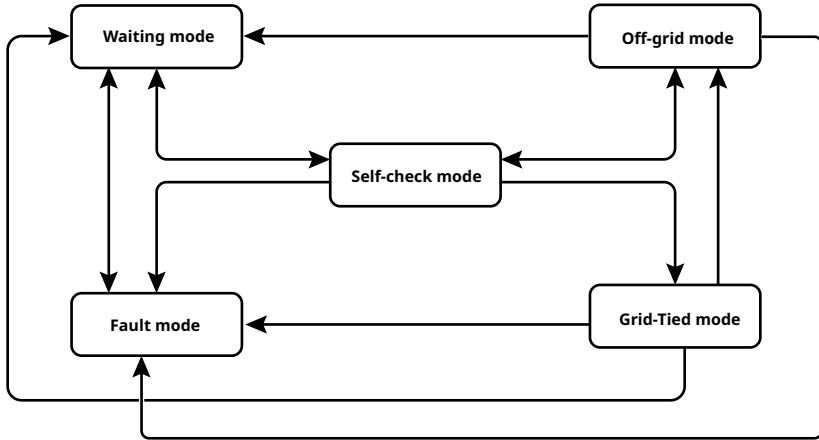 Waiting mode
Off-grid mode
Self-check mode
Fault mode
Grid-Tied mode